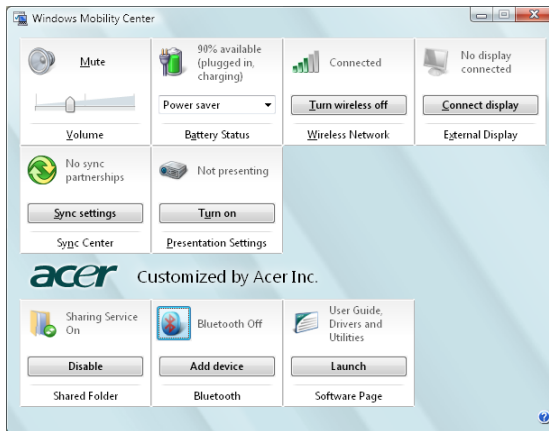 Windows Mobility Center
Mute
Volume
90% available
(plugged in,
charging)
Power saver
Battery Status
Connected
Turn wireless off
Wireless Network
No display
connected
Connect display
External Display
No sync
partnerships
Sync settings
Sync Center
Not presenting
Turn on
Presentation Settings
acer Customized by Acer Inc.
Sharing Service
On
Disable
Shared Folder
Bluetooth Off
Add device
Bluetooth
User Guide,
Drivers and
Utilities
Launch
Software Page
?